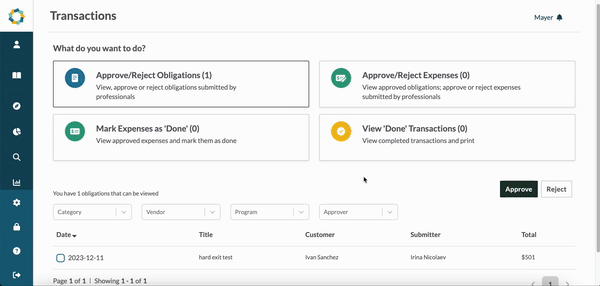 Transactions
Mayer
What do you want to do?
Approve/Reject Obligations (1)
View, approve or reject obligations submitted by
professionals
Approve/Reject Expenses (0)
View approved obligations; approve or reject expenses
submitted by professionals
Mark Expenses as 'Done' (0)
View approved expenses and mark them as done
View 'Done' Transactions (0)
View completed transactions and print
You have 1 obligations that can be viewed
Approve Reject
Category Vendor Program Approver
Date Title Customer Submitter Total
2023-12-11 hard exit test Ivan Sanchez Irina Nicolaev $501
Page 1 of 1 | Showing 1 - 1 of 1 1